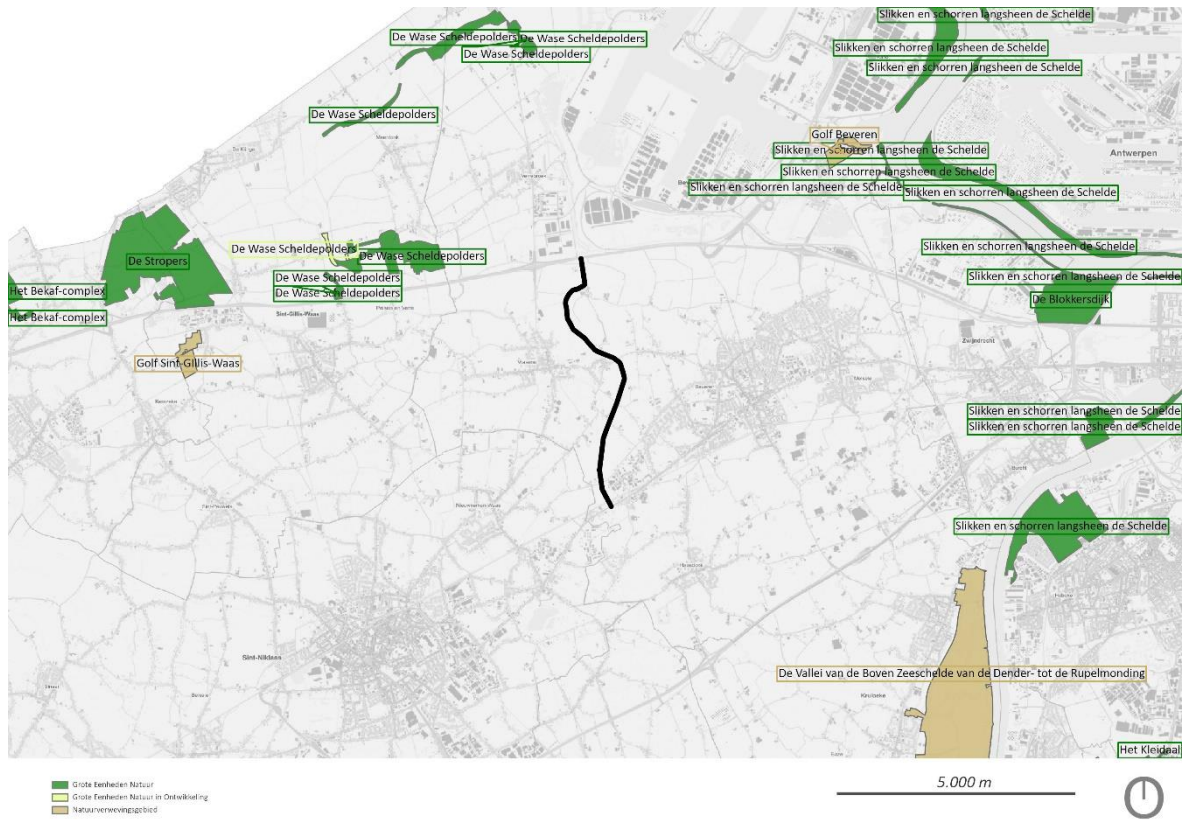 Slikken en schorren langsheen de Schelde
De Wase Scheldepolders
De Wase Scheldepolders
De Wase Scheldepolders
Slikken en schorren langsheen de Schelde
Slikken en schorren langsheen de Schelde
De Wase Scheldepolders
Golf Beveren
Slikken en schorren langsheen de Schelde
Antwerpen
Slikken en schorren langsheen de Schelde
Slikken en schorren langsheen de Schelde
Slikken en schorren langsheen de Schelde
De Wase Scheldepolders
De Wase Scheldepolders
Slikken en schorren langsheen de Schelde
De Stropers
De Wase Scheldepolders
De Wase Scheldepolders
Slikken en schorren langsheen de Schelde
Het Bekaf-complex
De Blokkersdijk
Het Bekaf-complex
Sint-Gillis-Waas
Zwijndrecht
Golf Sint-Gillis-Waas
Slikken en schorren langsheen de Schelde
Slikken en schorren langsheen de Schelde
Burcht
Slikken en schorren langsheen de Schelde
Sint-Niklaas
De Vallei van de Boven Zeeschelde van de Dender- tot de Rupelmonding
Kruibeke
Het Kleidaal
Grote Eenheden Natuur
Grote Eenheden Natuur in Ontwikkeling
Natuurverwevingsgebied
5.000 m